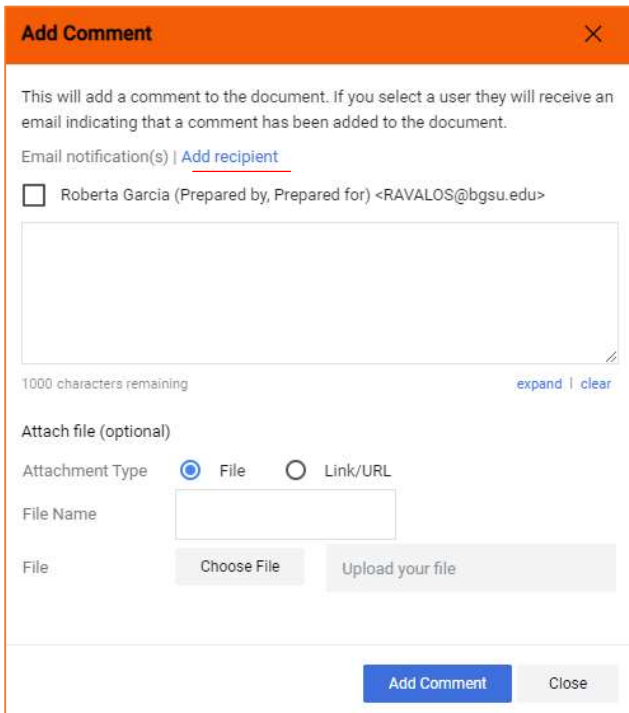 Add Comment
This will add a comment to the document. If you select a user they will receive an
email indicating that a comment has been added to the document.
Email notification(s) | Add recipient
Roberta Garcia (Prepared by, Prepared for) <RAVALOS@bgsu.edu>
1000 characters remaining expand | clear
Attach file (optional)
Attachment Type File Link/URL
File Name
File Choose File Upload your file
Add Comment Close